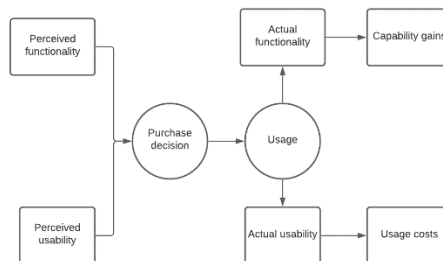 Perceived
functionality
Actual
functionality
Capability gains
Purchase
decision
Usage
Perceived
usability
Actual usability
Usage costs